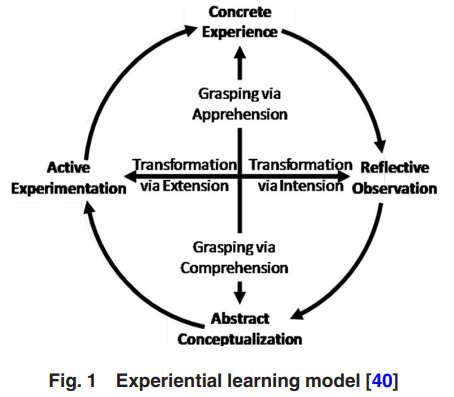 Concrete
Experience
Grasping via
Apprehension
Active
Experimentation
Transformation
via Extension
Transformation
via Intension
Reflective
Observation
Grasping via
Comprehension
Abstract
Conceptualization
Fig. 1 Experiential learning model [40]